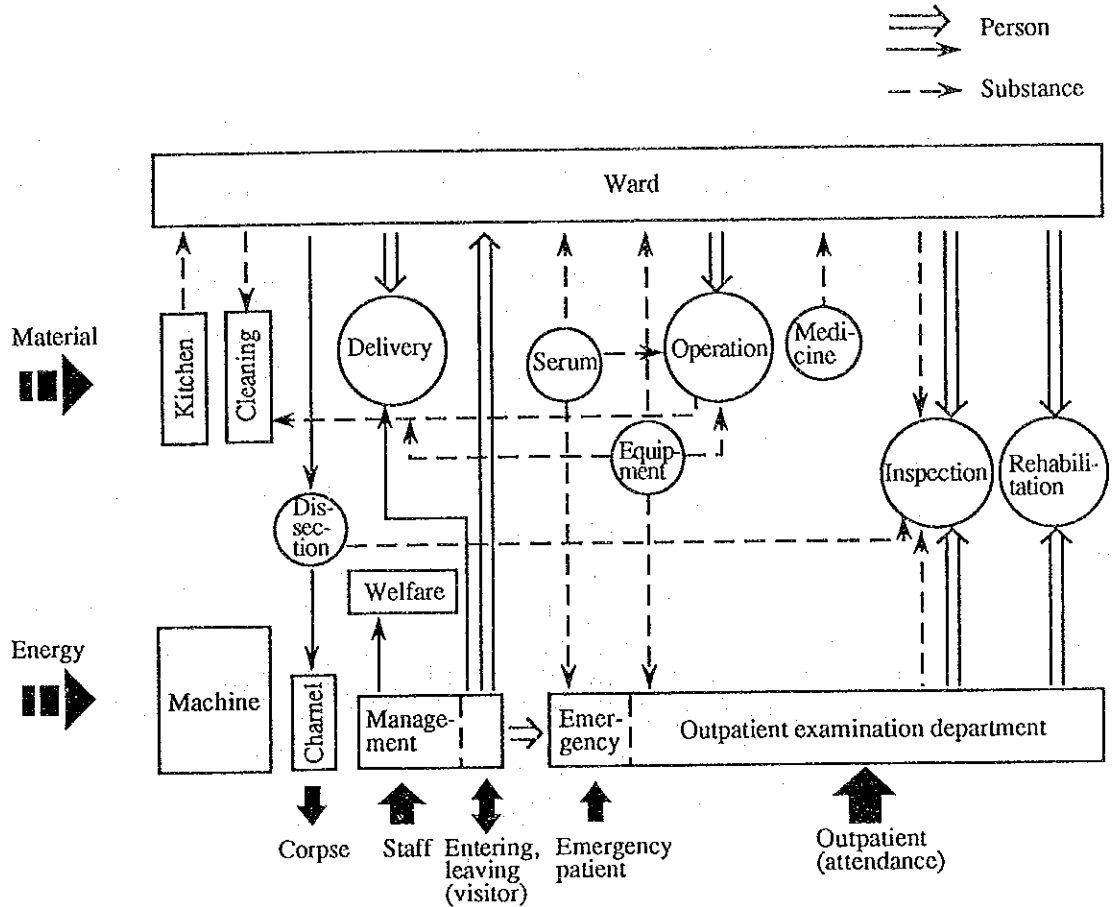 Person
Substance
Ward
Material
Kitchen
Cleaning
Delivery
Serum
Operation
Medi-
cine
Equip-
ment
Inspection
Rehabili-
tation
Dis-
sec-
tion
Welfare
Energy
Machine
Charnel
Manage-
ment
Emer-
gency
Outpatient examination department
Corpse
Staff
Entering,
leaving
(visitor)
Emergency
patient
Outpatient
(attendance)